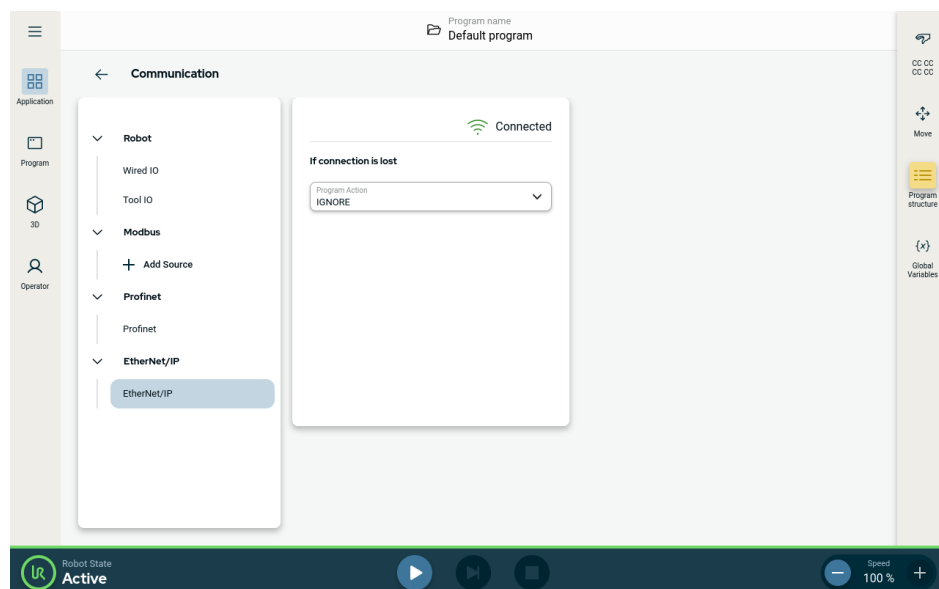 Program name
Default program
Application
Program
3D
Operator
Communication
Robot
Wired IO
Tool IO
Modbus
Add Source
Profinet
Profinet
EtherNet/IP
EtherNet/IP
Connected
If connection is lost
Program Action
IGNORE
CC CC
CC CC
Move
Program
structure
{x}
Global
Variables
UR
Robot State
Active
Speed
100 %